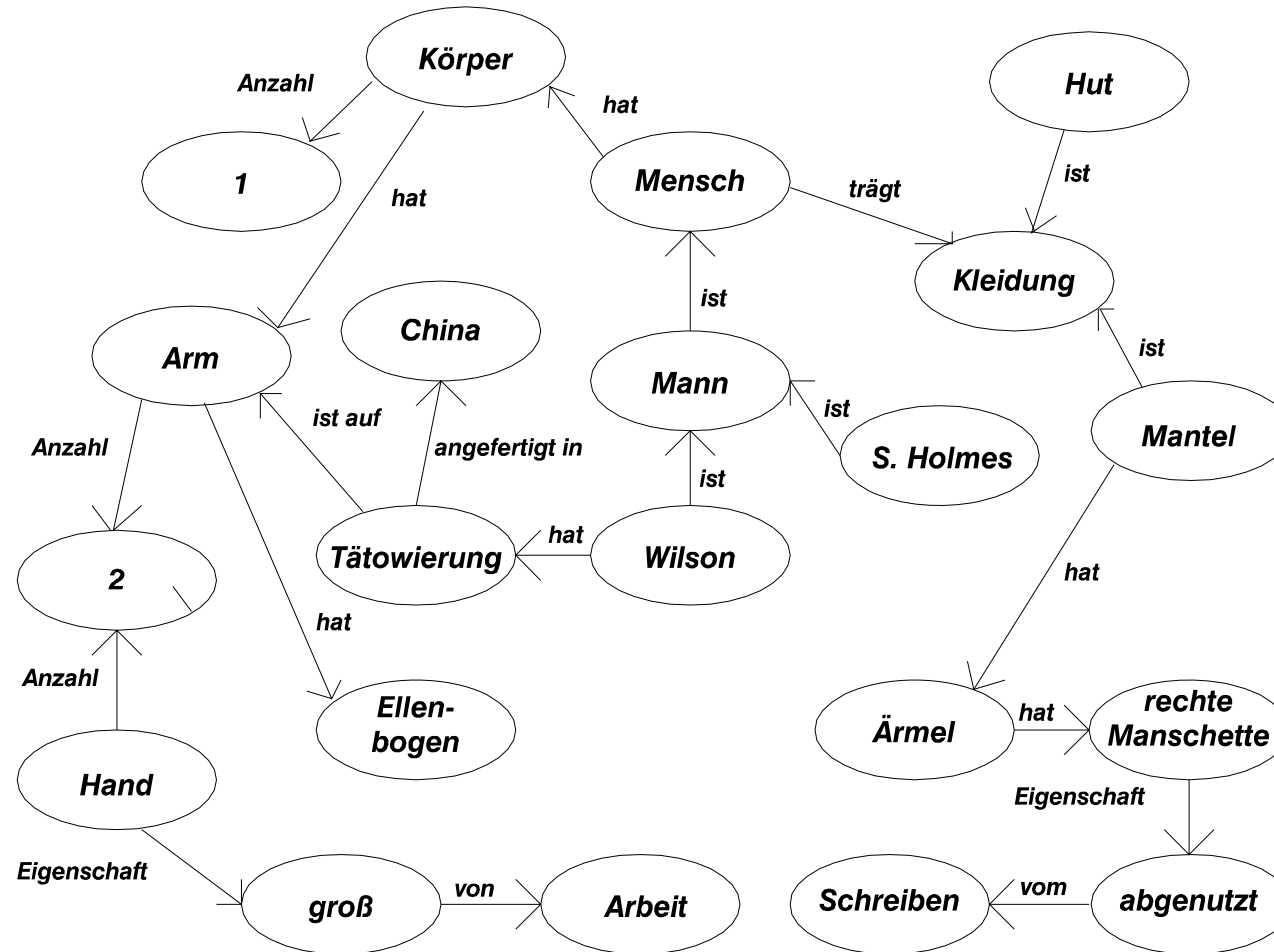 Körper
Hut
Anzahl
hat
1
Mensch
ist
trägt
hat
Kleidung
China
ist
Arm
Mann
ist
ist
ist auf
Mantel
Anzahl
angefertigt in
S. Holmes
ist
hat
Tätowierung
Wilson
2
hat
hat
Anzahl
Ellen-
bogen
Ärmel
hat
rechte
Manschette
Hand
Eigenschaft
Eigenschaft
groß
von
Arbeit
Schreiben
vom
abgenutzt